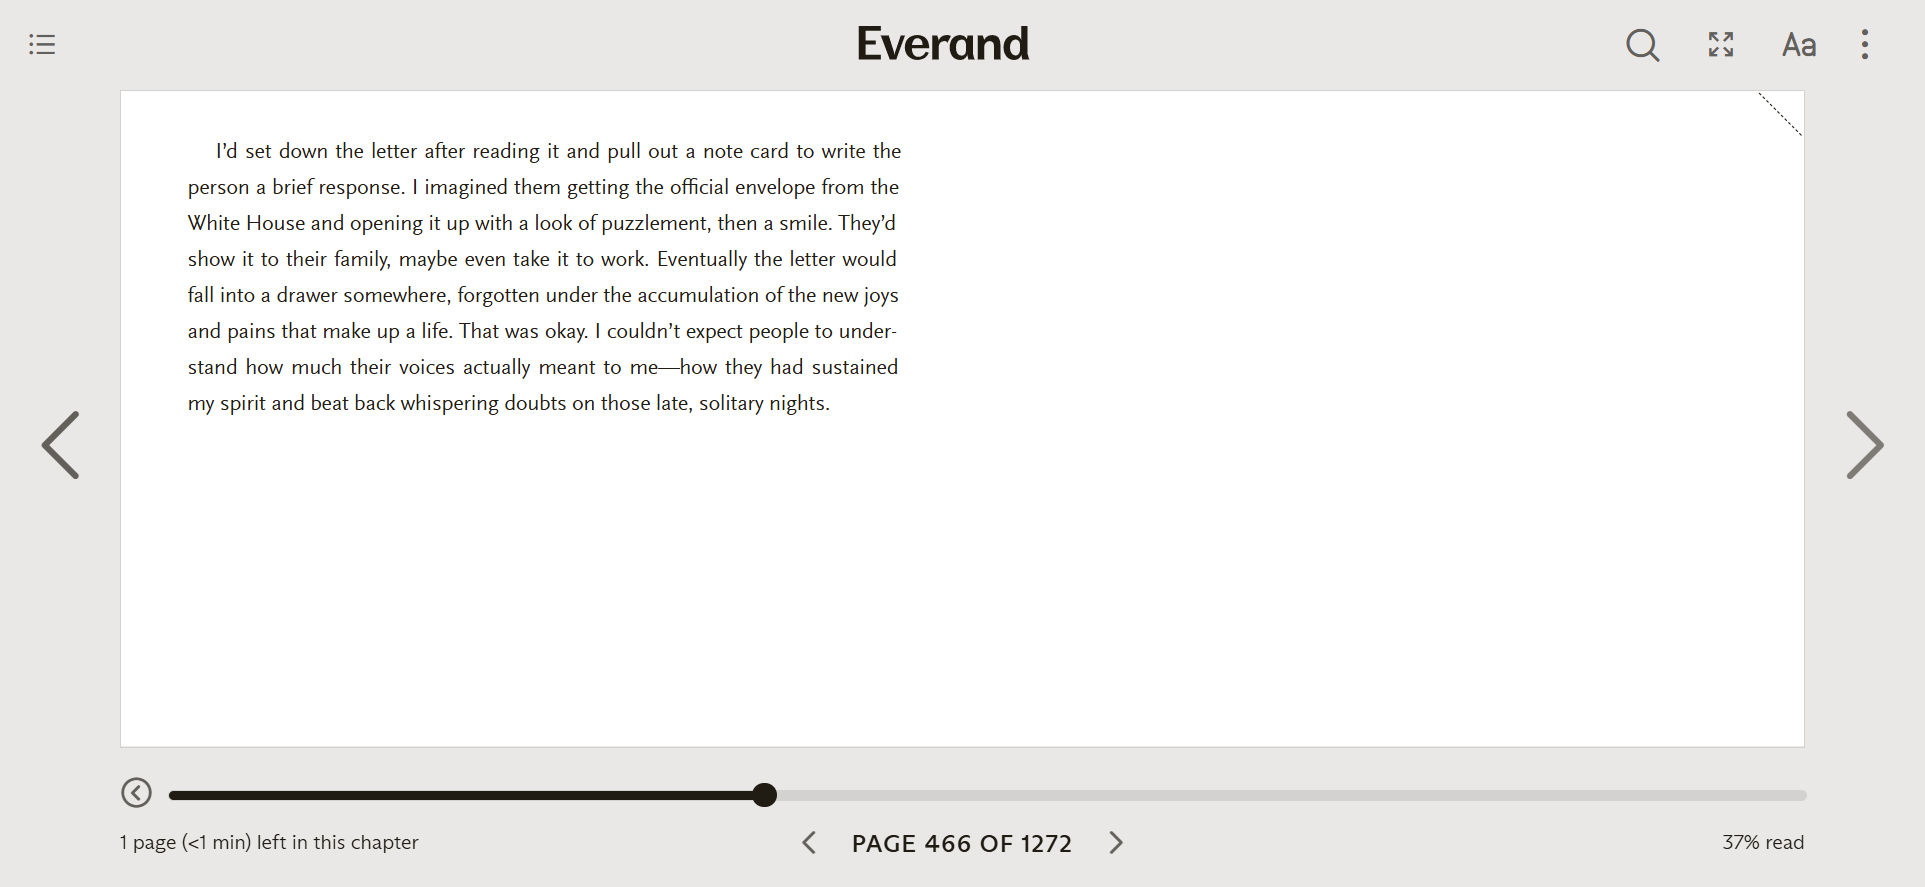 Everand
Aa
I’d set down the letter after reading it and pull out a note card to write the
person a brief response. I imagined them getting the official envelope from the
White House and opening it up with a look of puzzlement, then a smile. They’d
show it to their family, maybe even take it to work. Eventually the letter would
fall into a drawer somewhere, forgotten under the accumulation of the new joys
and pains that make up a life. That was okay. I couldn’t expect people to under-
stand how much their voices actually meant to me—how they had sustained
my spirit and beat back whispering doubts on those late, solitary nights.
1 page (<1 min) left in this chapter
PAGE 466 OF 1272
37% read